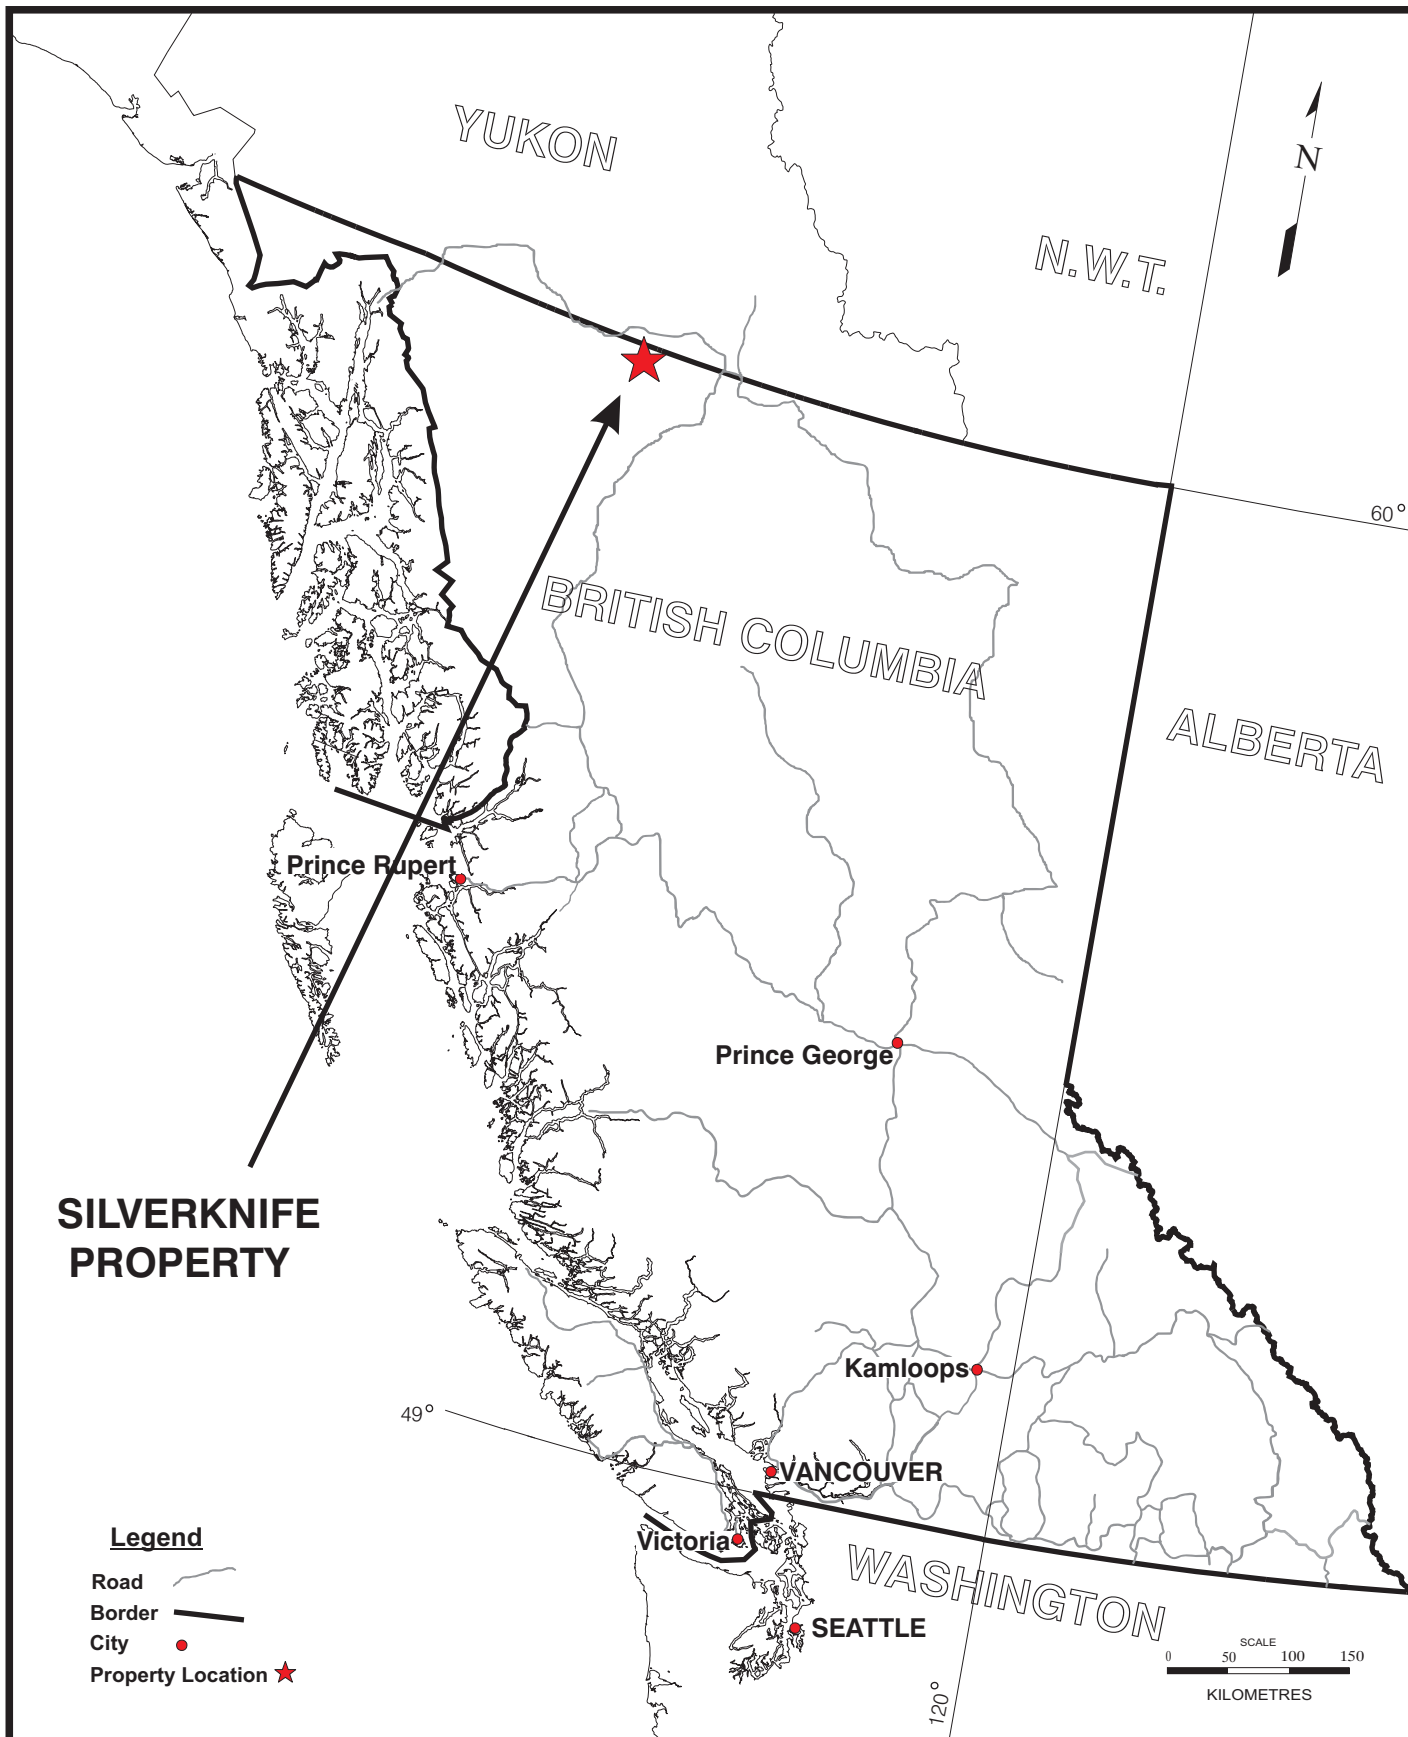 YUKON
N
N.W.T.
60°
BRITISH COLUMBIA
ALBERTA
Prince Rupert
Prince George
SILVERKNIFE
PROPERTY
Kamloops
49°
VANCOUVER
Victoria
WASHINGTON
SEATTLE
120°
Legend
Road
Border
City
Property Location
SCALE
0 50 100 150
KILOMETRES